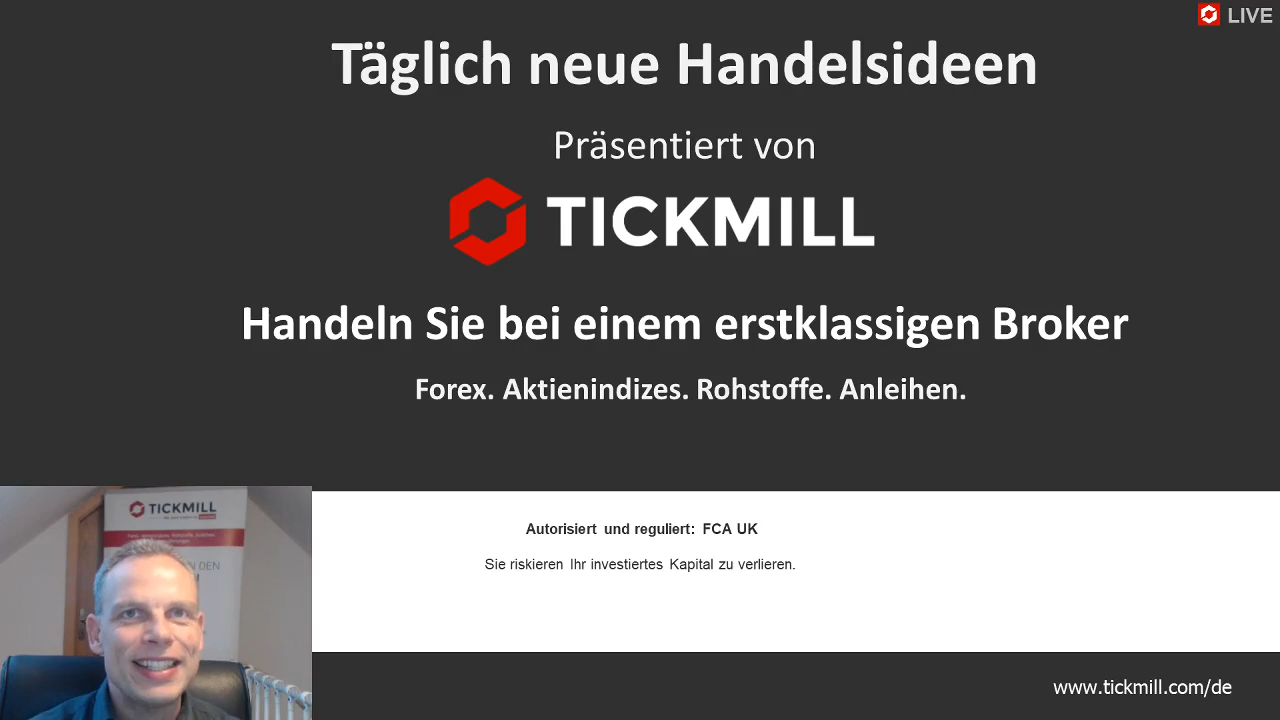 LIVE
Täglich neue Handelsideen
Präsentiert von
TICKMILL
Handeln Sie bei einem erstklassigen Broker
Forex. Aktienindizes. Rohstoffe. Anleihen.
TICKMILL
Autorisiert und reguliert: FCA UK
Sie riskieren Ihr investiertes Kapital zu verlieren.
www.tickmill.com/de